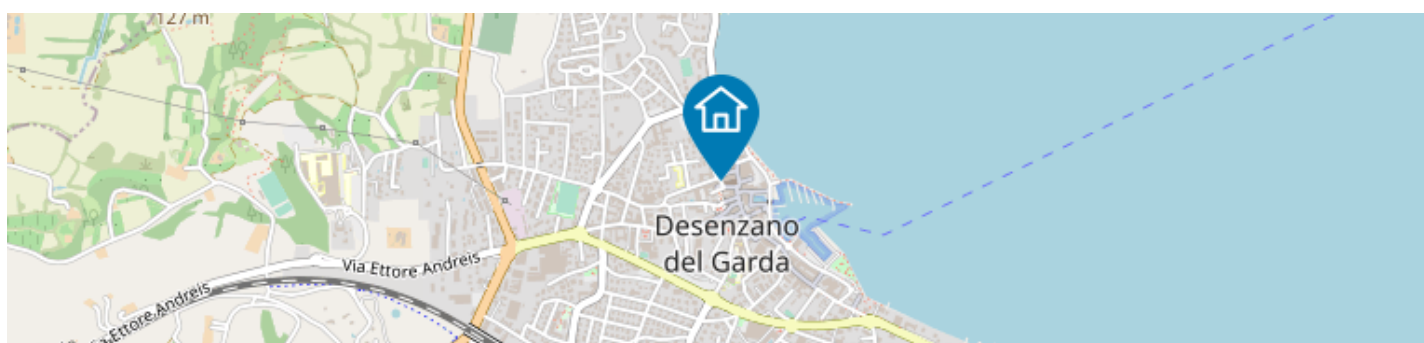 127 m
Desenzano
del Garda
Via Ettore Andreis
Via Ettore Andreis